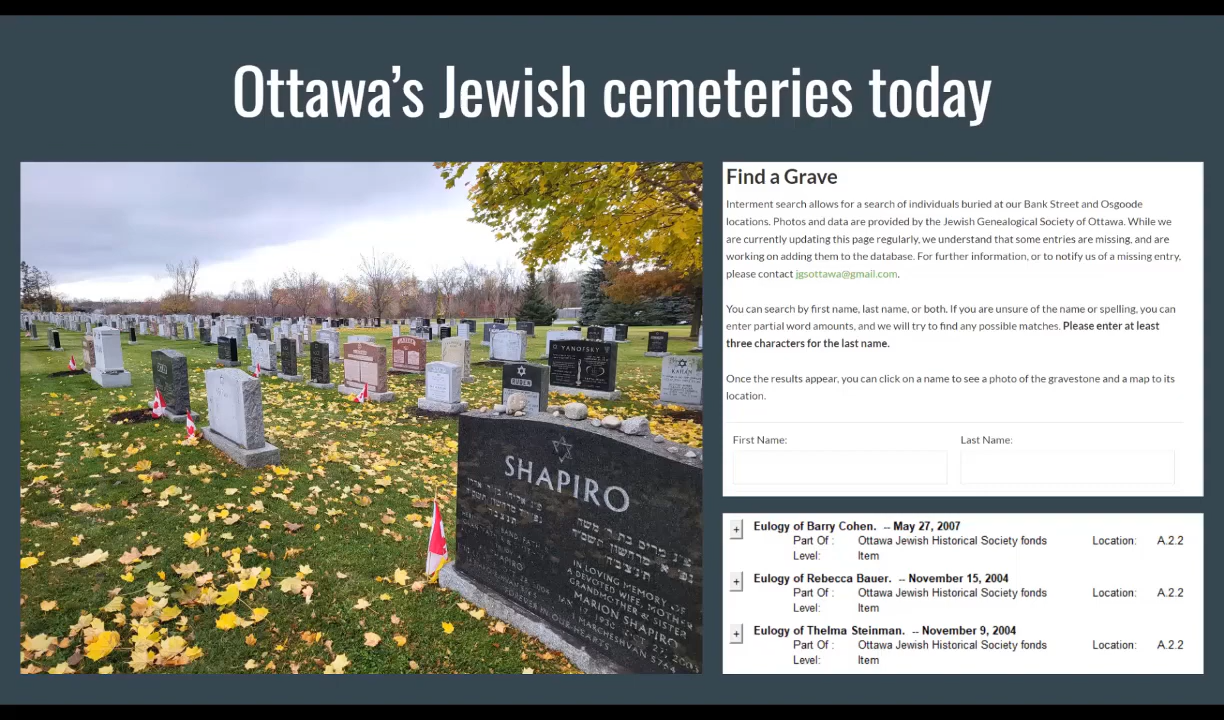 Ottawa's Jewish cemeteries today
O. YANOFSKY
RUBEN
SHAPIRO
IN LOVING MEMORY OF
A DEVOTED WIFE, MOTHER
GRANDMOTHER & SISTER
MARION SHAPIRO
Find a Grave
Interment search allows for a search of individuals buried at our Bank Street and Osgoode
locations. Photos and data are provided by the Jewish Genealogical Society of Ottawa. While we
are currently updating this page regularly, we understand that some entries are missing, and are
working on adding them to the database. For further information, or to notify us of a missing entry,
please contact jgsottawa@gmail.com.
You can search by first name, last name, or both. If you are unsure of the name or spelling, you can
enter partial word amounts, and we will try to find any possible matches. Please enter at least
three characters for the last name.
Once the results appear, you can click on a name to see a photo of the gravestone and a map to its
location.
First Name: Last Name:
+ Eulogy of Barry Cohen. -- May 27, 2007
Part Of : Ottawa Jewish Historical Society fonds Location: A.2.2
Level: Item
+ Eulogy of Rebecca Bauer. -- November 15, 2004
Part Of : Ottawa Jewish Historical Society fonds Location: A.2.2
Level: Item
+ Eulogy of Thelma Steinman. -- November 9, 2004
Part Of : Ottawa Jewish Historical Society fonds Location: A.2.2
Level: Item